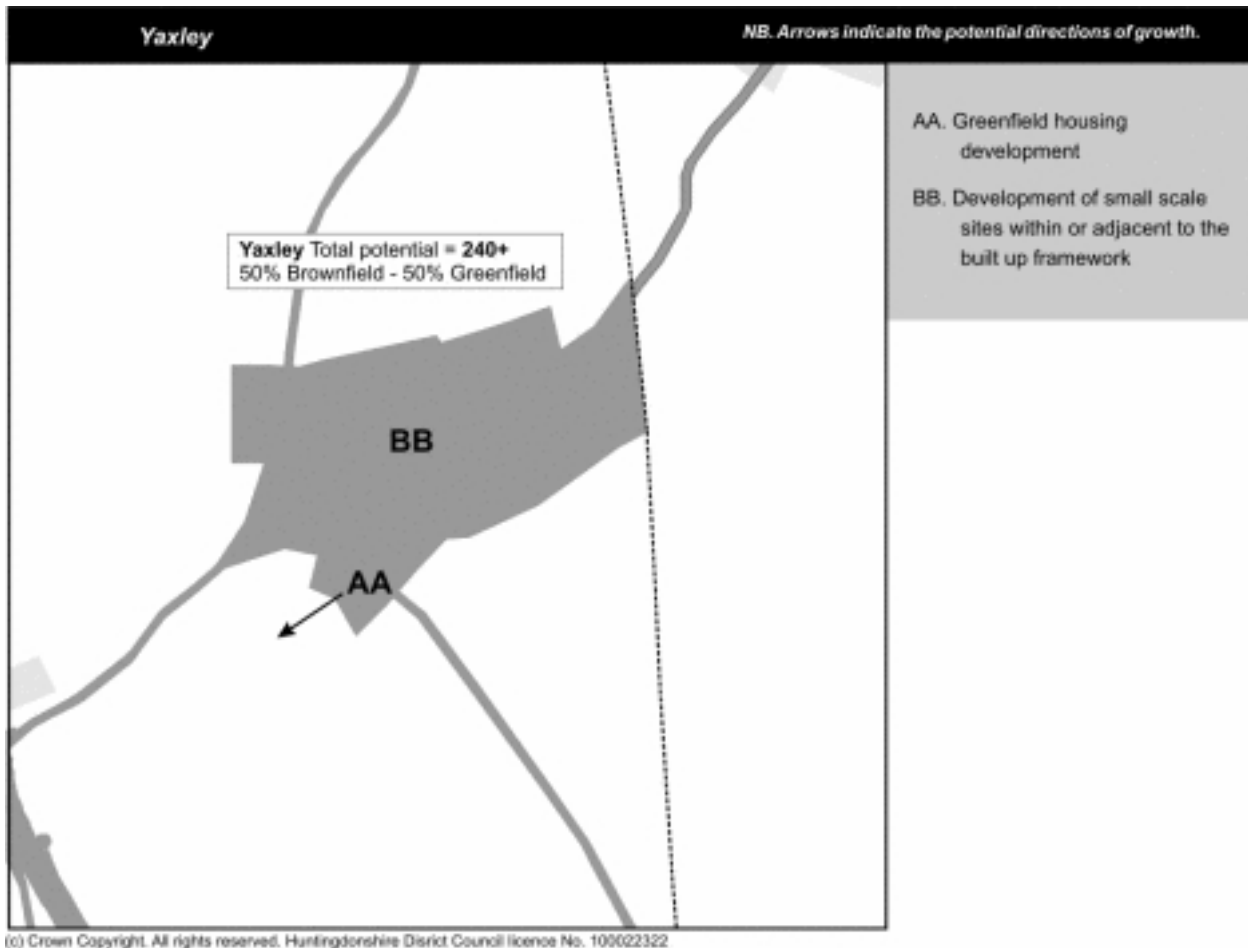 Yaxley
NB. Arrows indicate the potential directions of growth.
AA. Greenfield housing
development
BB. Development of small scale
sites within or adjacent to the
built up framework
Yaxley Total potential = 240+
50% Brownfield - 50% Greenfield
BB
AA
(c) Crown Copyright. All rights reserved. Huntingdonshire Disrict Council licence No. 100022322